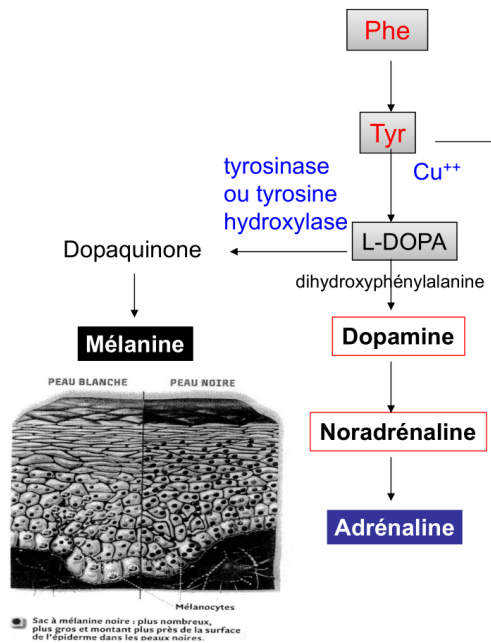 Phe
Tyr
tyrosinase
ou tyrosine
hydroxylase
Cu++
L-DOPA
Dopaquinone
dihydroxyphénylalanine
Mélanine
Dopamine
PEAU BLANCHE
PEAU NOIRE
Noradrénaline
Adrénaline
Mélanocytes
Sac à mélanine noire : plus nombreux,
plus gros et montant plus près de la surface
de l'épiderme dans les peaux noires.